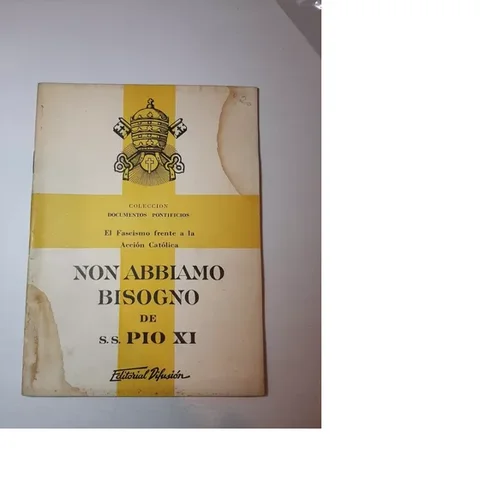 COLECCION
DOCUMENTOS PONTIFICIOS
El Fascismo frente a la
Acción Católica
NON ABBIAMO
BISOGNO
DE
S. S. PIO XI
Editorial Difusión